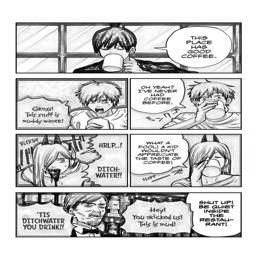 THIS
PLACE
HAS
GOOD
COFFEE.
OH YEAH?
I'VE NEVER
HAD
COFFEE
BEFORE.
This stuff is
muddy water!
HRLP...!
DITCH-
WATER!!
WHAT A
FOOL! A KID
WOULDN'T
APPRECIATE
THE TASTE OF
COFFEE!
'TIS
DITCHWATER
YOU DRINK!!
Hey!
You tricked us!
This is mud!
SHUT UP!
BE QUIET
INSIDE
THE
RESTAU-
RANT!